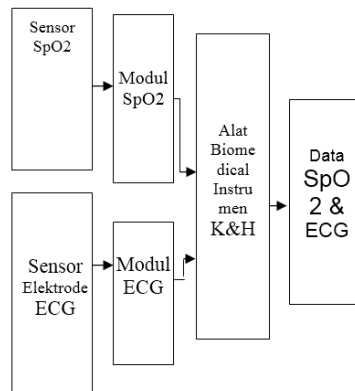 Sensor
SpO2
Modul
SpO2
Sensor
Elektrode
ECG
Modul
ECG
Alat
Biome
dical
Instru
men
K&H
Data
SpO
2 &
ECG